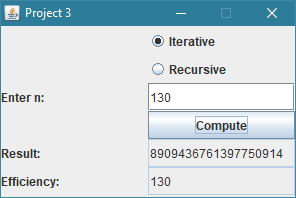 Project 3
Iterative
Recursive
Enter n: 130
Compute
Result: 8909436761397750914
Efficiency: 130